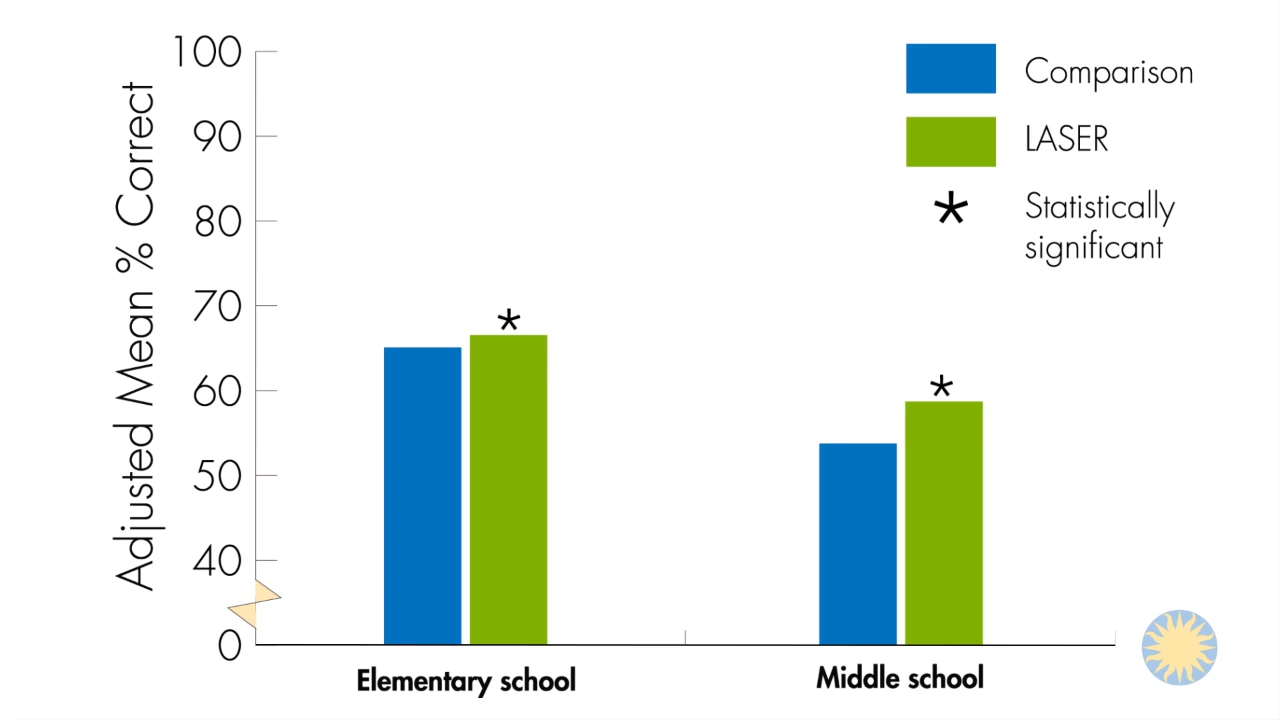 100
90
80
70
60
50
40
0
Adjusted Mean % Correct
Comparison
LASER
*
Statistically
significant
*
*
Elementary school
Middle school